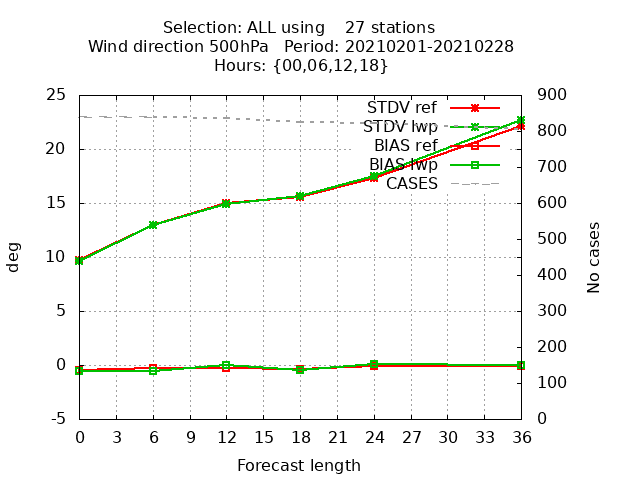 Selection: ALL using    27 stations
Wind direction 500hPa   Period: 20210201-20210228
Hours: {00,06,12,18}
25
20
15
10
5
0
-5
deg
900
800
700
600
500
400
300
200
100
0
No cases
STDV ref
STDV lwp
BIAS ref
BIAS lwp
CASES
0 3 6 9 12 15 18 21 24 27 30 33 36
Forecast length